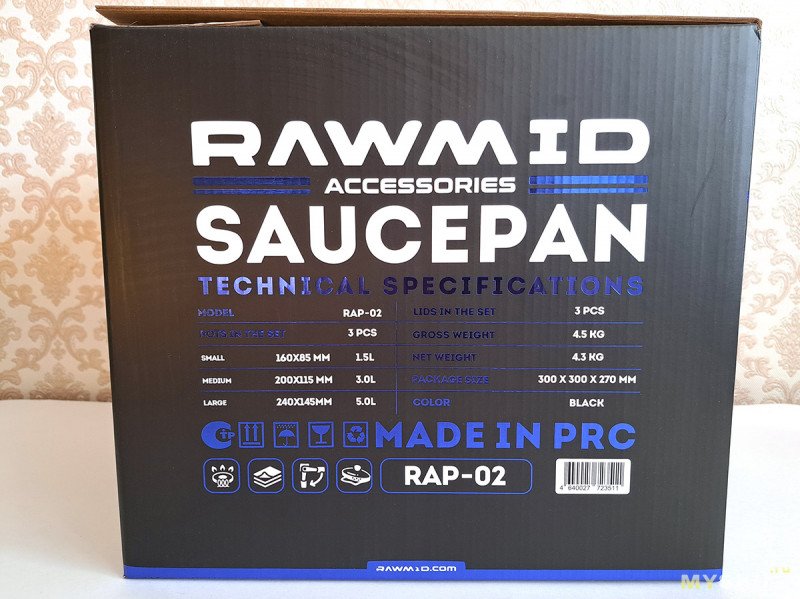 RAWMID
ACCESSORIES
SAUCEPAN
TECHNICAL SPECIFICATIONS
MODEL RAP-02
POTS IN THE SET 3 PCS
SMALL 160X85 MM 1.5L
MEDIUM 200X115 MM 3.0L
LARGE 240X145MM 5.0L
LIDS IN THE SET 3 PCS
GROSS WEIGHT 4.5 KG
NET WEIGHT 4.3 KG
PACKAGE SIZE 300 X 300 X 270 MM
COLOR BLACK
MADE IN PRC
RAP-02
4 640027 723511
RAWMID.COM